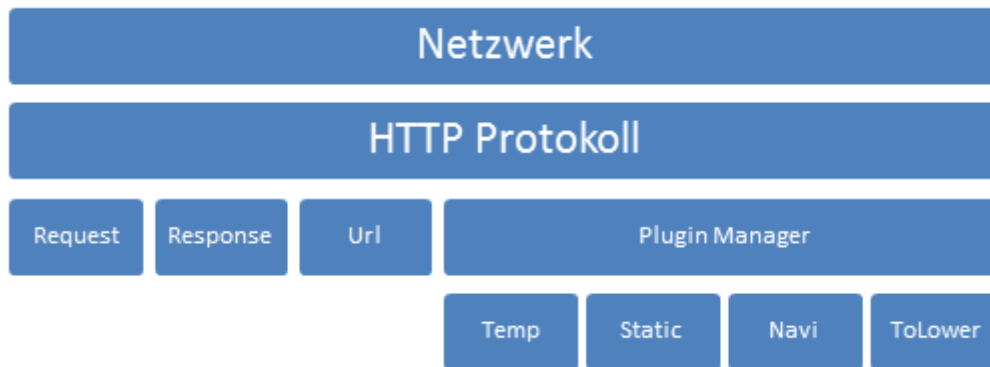 Netzwerk
HTTP Protokoll
Request Response Url Plugin Manager
Temp Static Navi ToLower